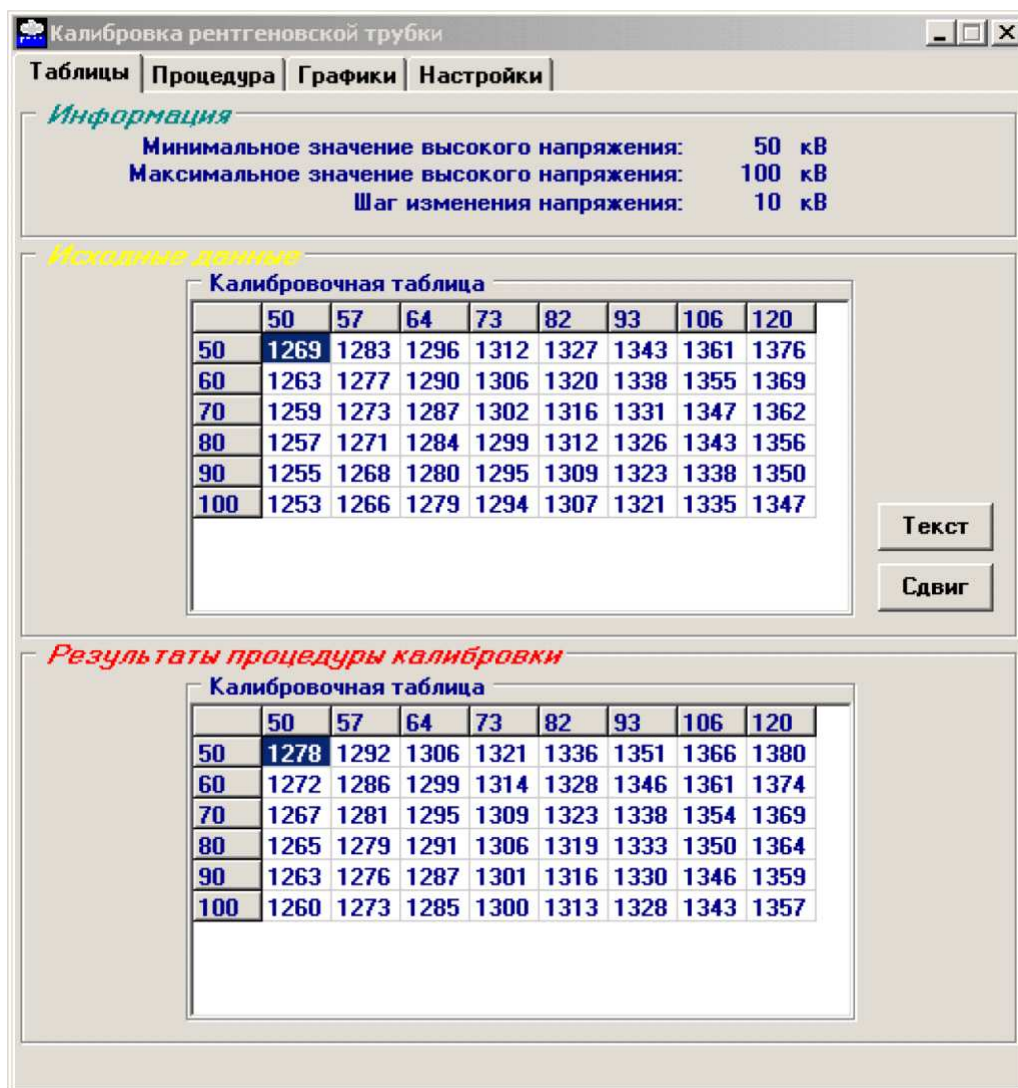 Калибровка рентгеновской трубки
Таблицы Процедура Графики Настройки
Информация
Минимальное значение высокого напряжения: 50 кВ
Максимальное значение высокого напряжения: 100 кВ
Шаг изменения напряжения: 10 кВ
Исходные данные
Калибровочная таблица
50 57 64 73 82 93 106 120
50 1269 1283 1296 1312 1327 1343 1361 1376
60 1263 1277 1290 1306 1320 1338 1355 1369
70 1259 1273 1287 1302 1316 1331 1347 1362
80 1257 1271 1284 1299 1312 1326 1343 1356
90 1255 1268 1280 1295 1309 1323 1338 1350
100 1253 1266 1279 1294 1307 1321 1335 1347
Текст
Сдвиг
Результаты процедуры калибровки
Калибровочная таблица
50 57 64 73 82 93 106 120
50 1278 1292 1306 1321 1336 1351 1366 1380
60 1272 1286 1299 1314 1328 1346 1361 1374
70 1267 1281 1295 1309 1323 1338 1354 1369
80 1265 1279 1291 1306 1319 1333 1350 1364
90 1263 1276 1287 1301 1316 1330 1346 1359
100 1260 1273 1285 1300 1313 1328 1343 1357